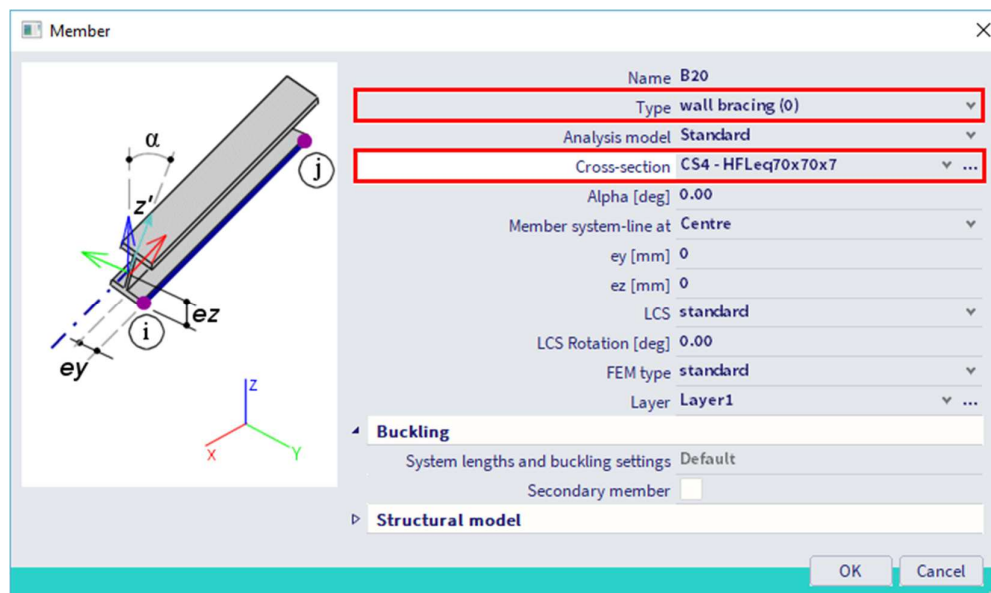 Member
Name B20
Type wall bracing (0)
Analysis model Standard
Cross-section CS4 - HFLeq70x70x7 ...
Alpha [deg] 0.00
Member system-line at Centre
ey [mm] 0
ez [mm] 0
LCS standard
LCS Rotation [deg] 0.00
FEM type standard
Layer Layer1 ...
Buckling
System lengths and buckling settings Default
Secondary member
Structural model
α
z'
j
ez
i
ey
Z
X
Y
OK Cancel